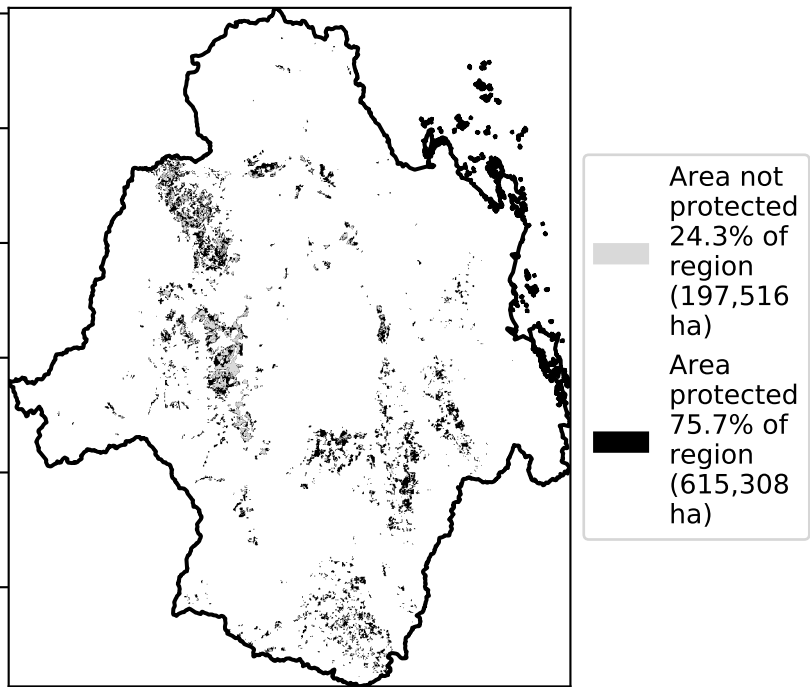 Area not
protected
24.3% of
region
(197,516
ha)
Area
protected
75.7% of
region
(615,308
ha)